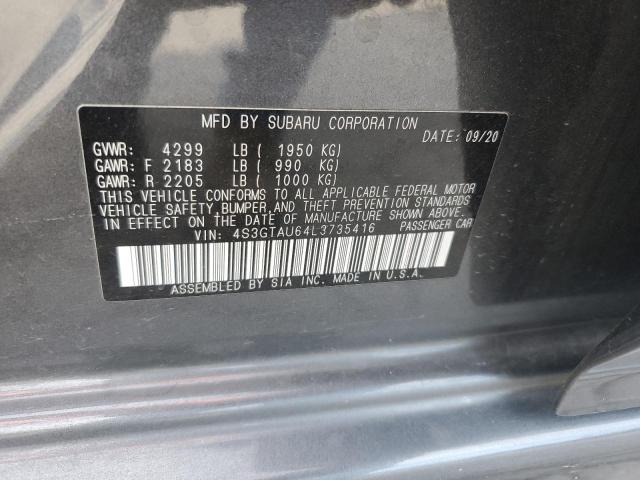 MFD BY SUBARU CORPORATION
DATE: 09/20
GVWR: 4299 LB ( 1950 KG)
GAWR: F 2183 LB ( 990 KG)
GAWR: R 2205 LB ( 1000 KG)
THIS VEHICLE CONFORMS TO ALL APPLICABLE FEDERAL MOTOR
VEHICLE SAFETY, BUMPER, AND THEFT PREVENTION STANDARDS
IN EFFECT ON THE DATE OF MANUFACTURE SHOWN ABOVE.
VIN: 4S3GTAU64L3735416 PASSENGER CAR
ASSEMBLED BY SIA INC. MADE IN U.S.A.